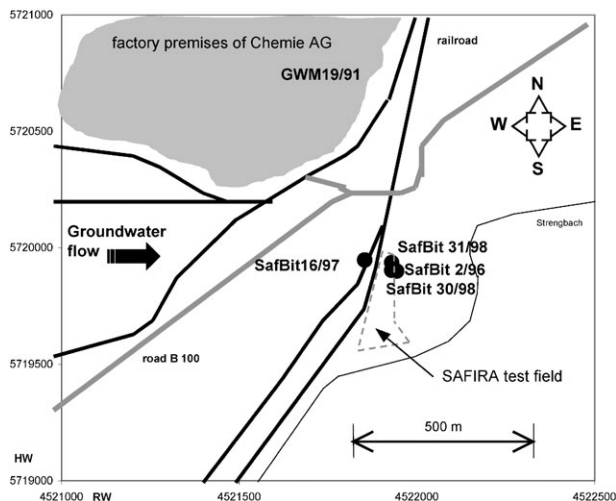 5721000
factory premises of Chemie AG
railroad
GWM19/91
N
5720500
W
E
S
Strengbach
Groundwater
flow
5720000
SafBit 31/98
SafBit16/97
SafBit 2/96
SafBit 30/98
road B 100
5719500
SAFIRA test field
500 m
HW
5719000
4521000
RW
4521500
4522000
4522500